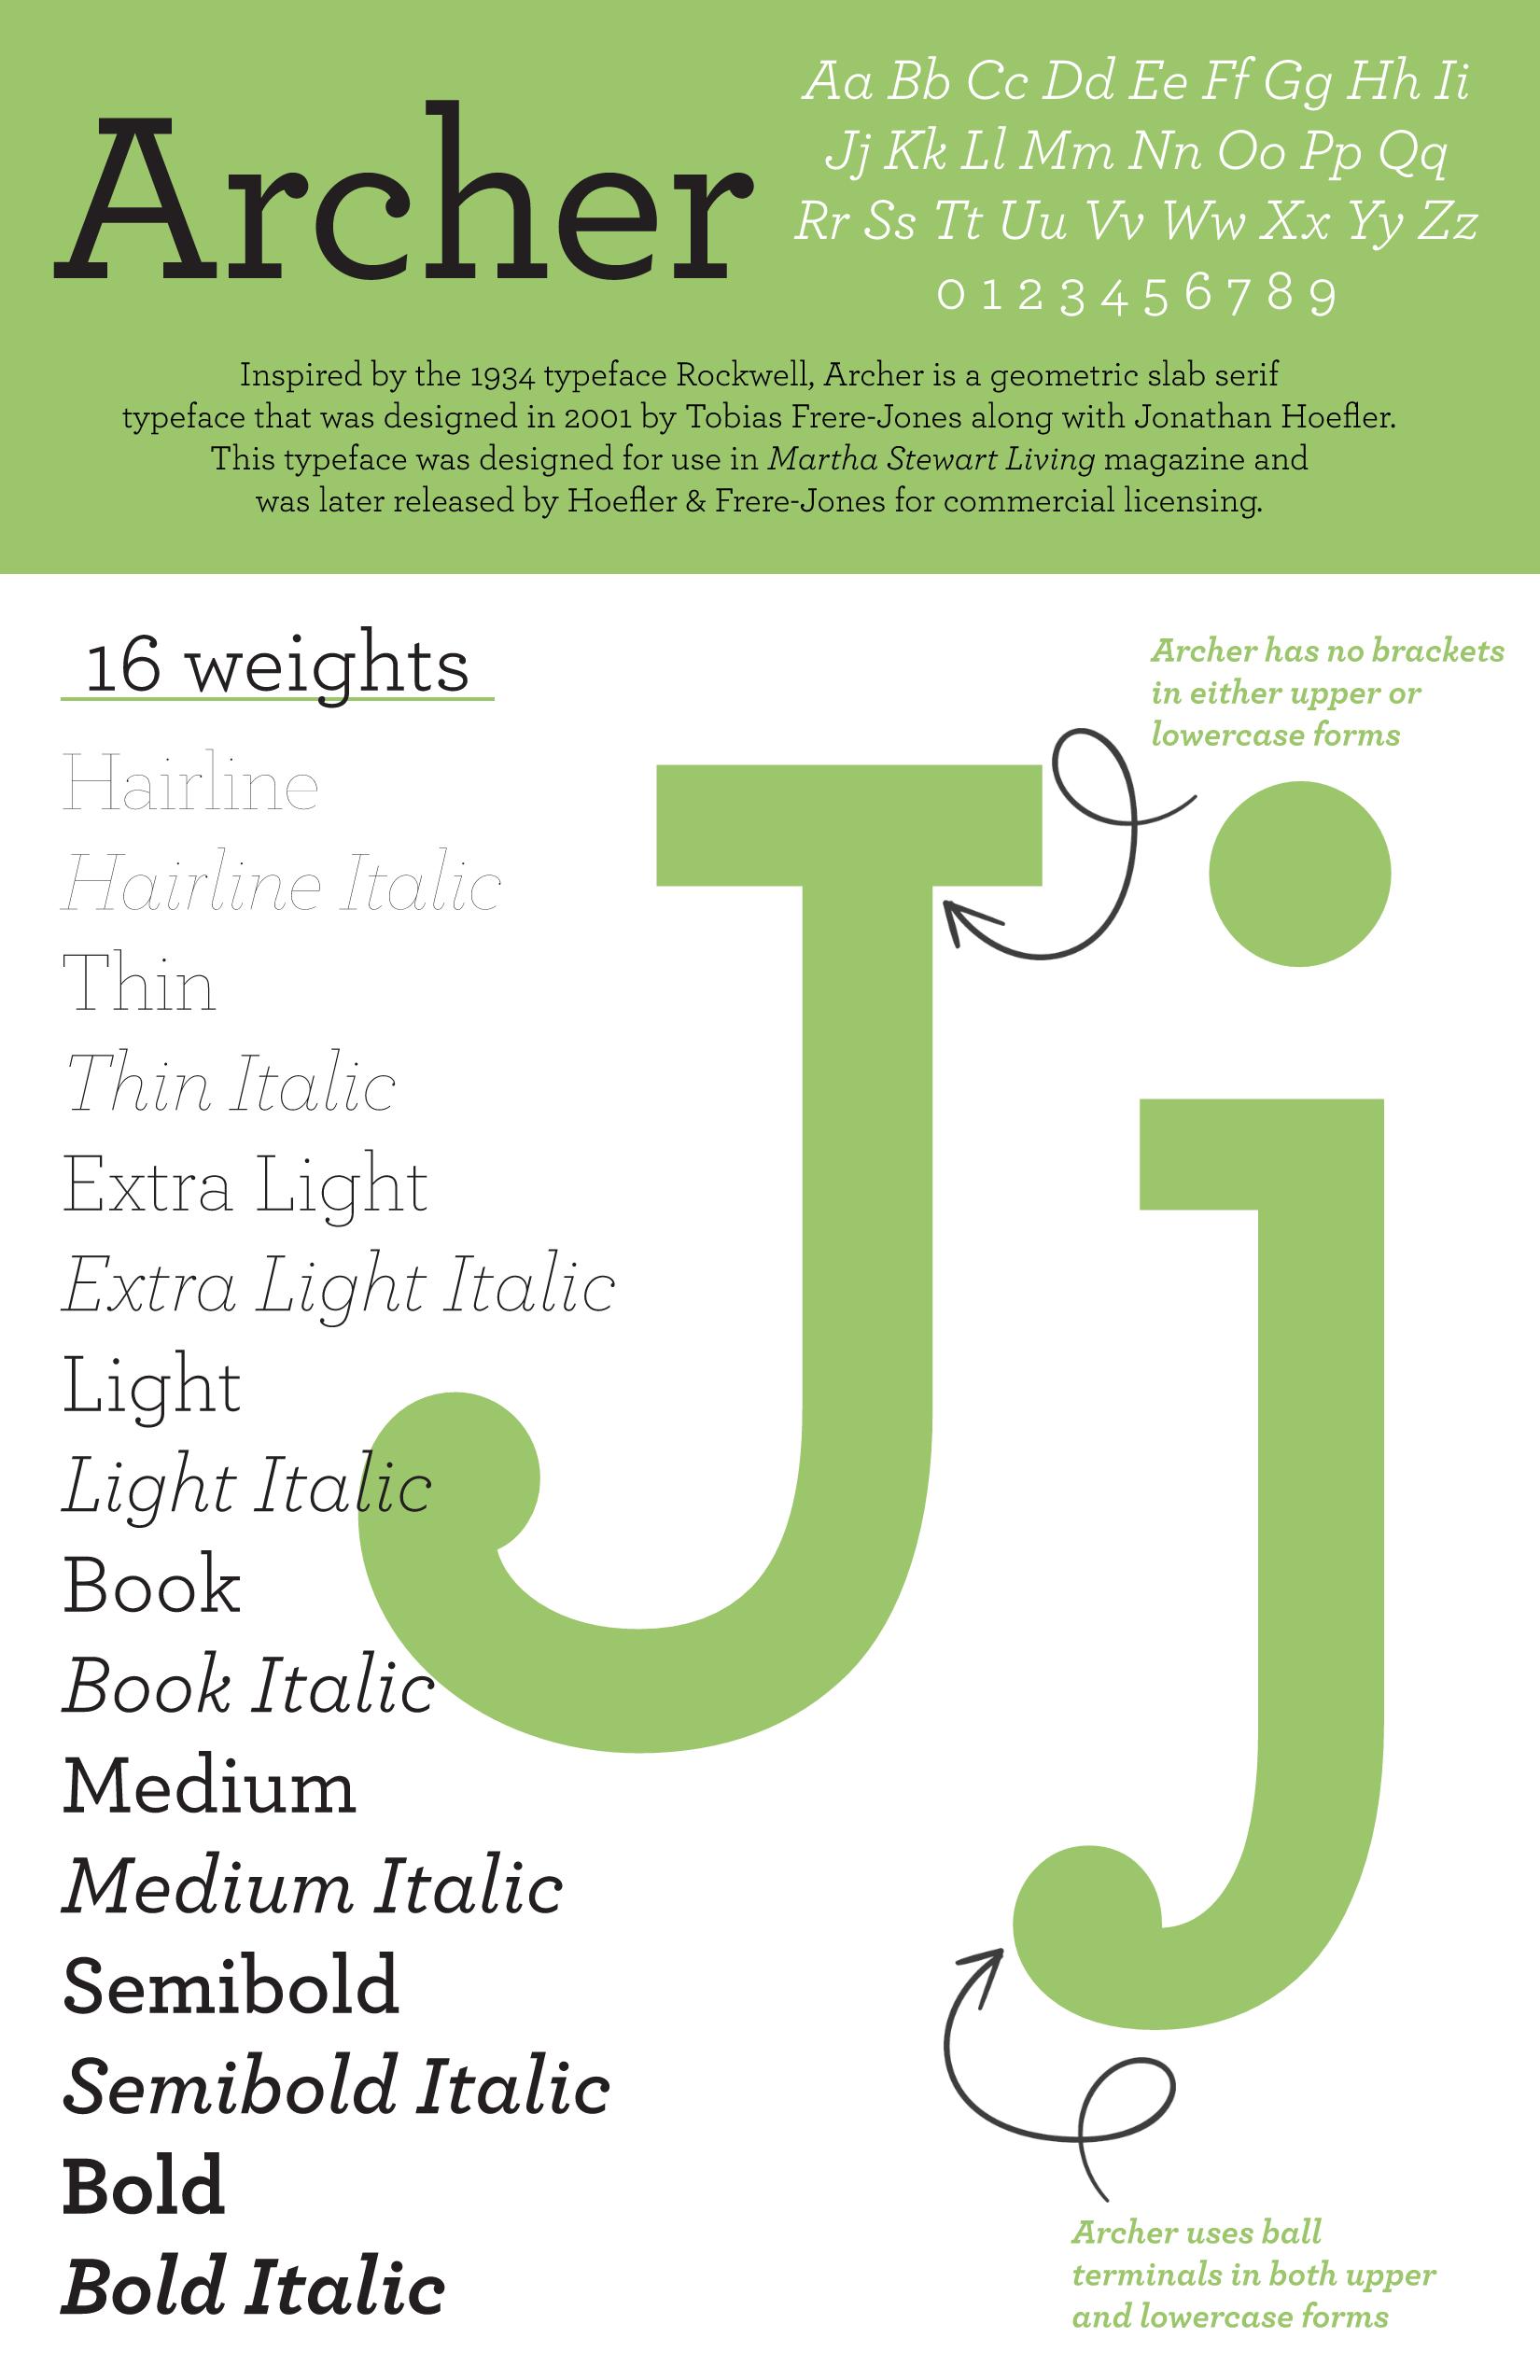 Archer
Aa Bb Cc Dd Ee Ff Gg Hh Ii
Jj Kk Ll Mm Nn Oo Pp Qq
Rr Ss Tt Uu Vv Ww Xx Yy Zz
0 1 2 3 4 5 6 7 8 9
Inspired by the 1934 typeface Rockwell, Archer is a geometric slab serif
typeface that was designed in 2001 by Tobias Frere-Jones along with Jonathan Hoefler.
This typeface was designed for use in Martha Stewart Living magazine and
was later released by Hoefler & Frere-Jones for commercial licensing.
16 weights
Hairline
Hairline Italic
Thin
Thin Italic
Extra Light
Extra Light Italic
Light
Light Italic
Book
Book Italic
Medium
Medium Italic
Semibold
Semibold Italic
Bold
Bold Italic
Archer has no brackets
in either upper or
lowercase forms
Jj
Archer uses ball
terminals in both upper
and lowercase forms